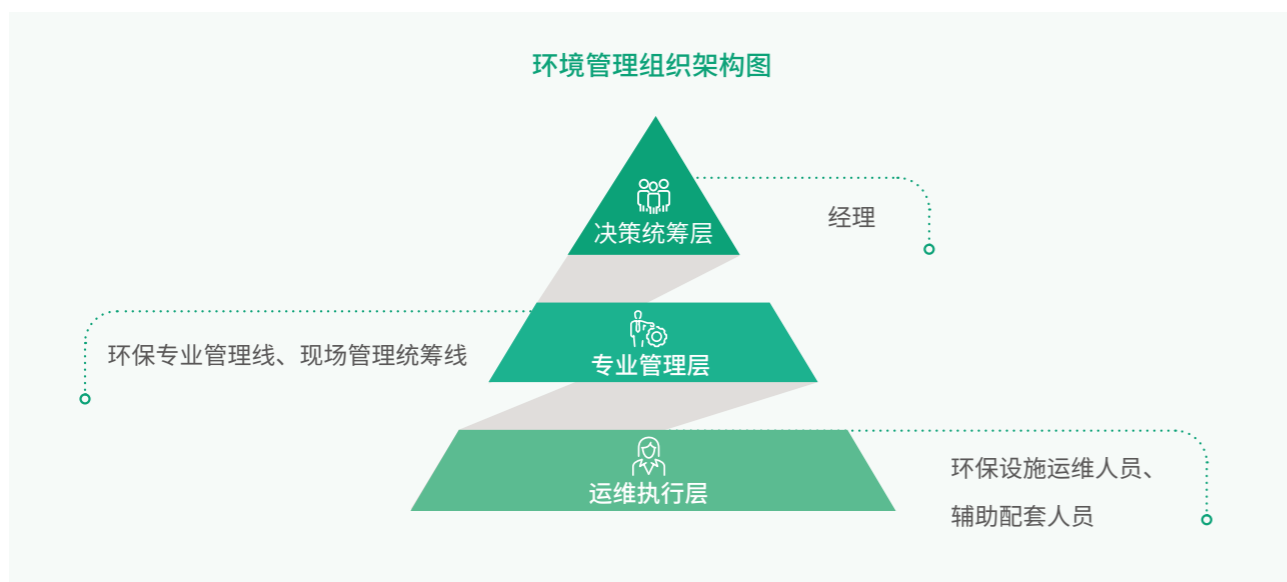 环境管理组织架构图
决策统筹层
经理
专业管理层
环保专业管理线、现场管理统筹线
运维执行层
环保设施运维人员、
辅助配套人员